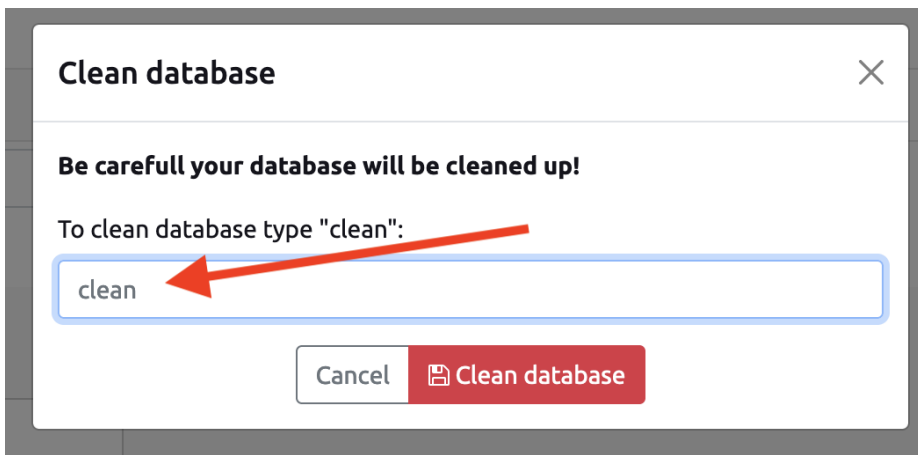 Clean database
Be carefull your database will be cleaned up!
To clean database type "clean":
clean
Cancel
Clean database